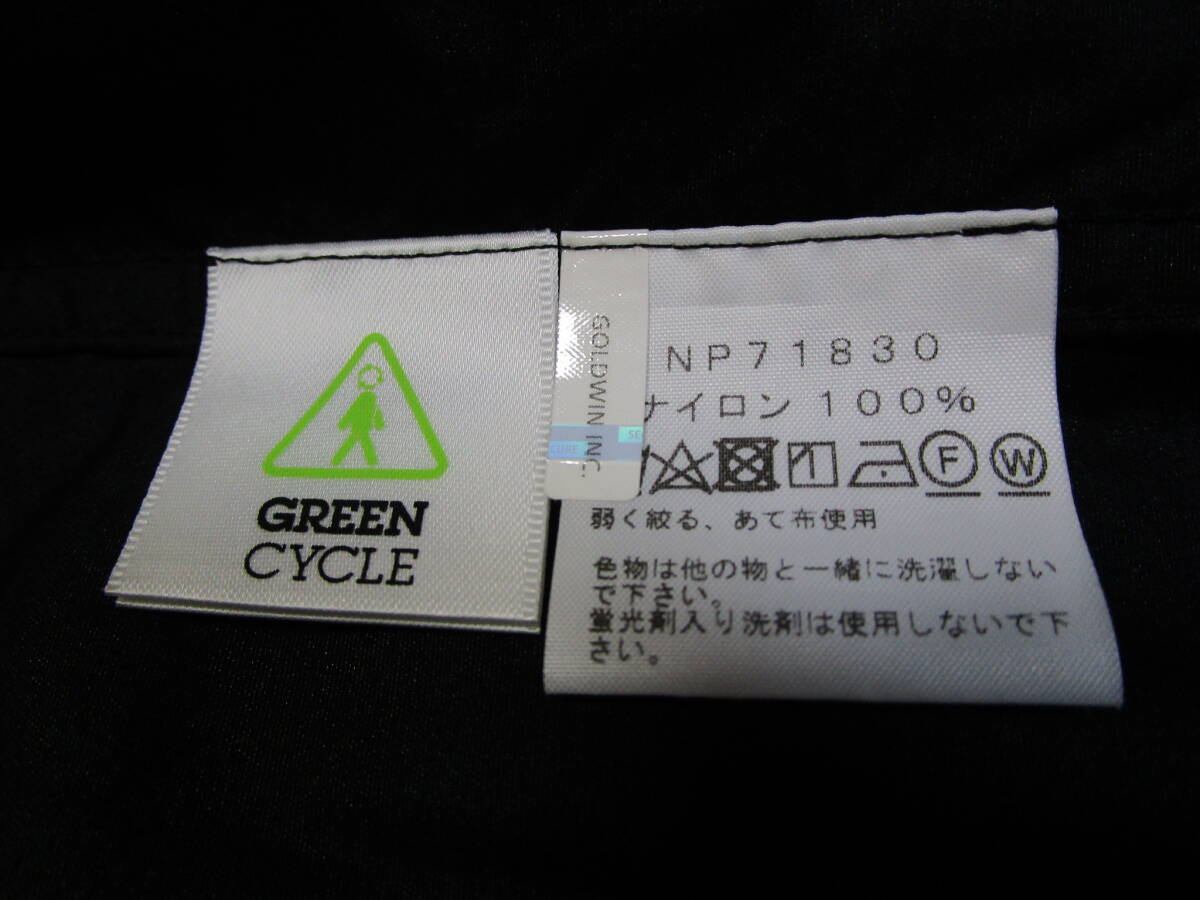 GREEN
CYCLE
GOLDWIN INC.
SE
CURE
NP71830
ナイロン 100%
F W
弱く絞る、あて布使用
色物は他の物と一緒に洗濯しない
で下さい。
蛍光剤入り洗剤は使用しないで下
さい。